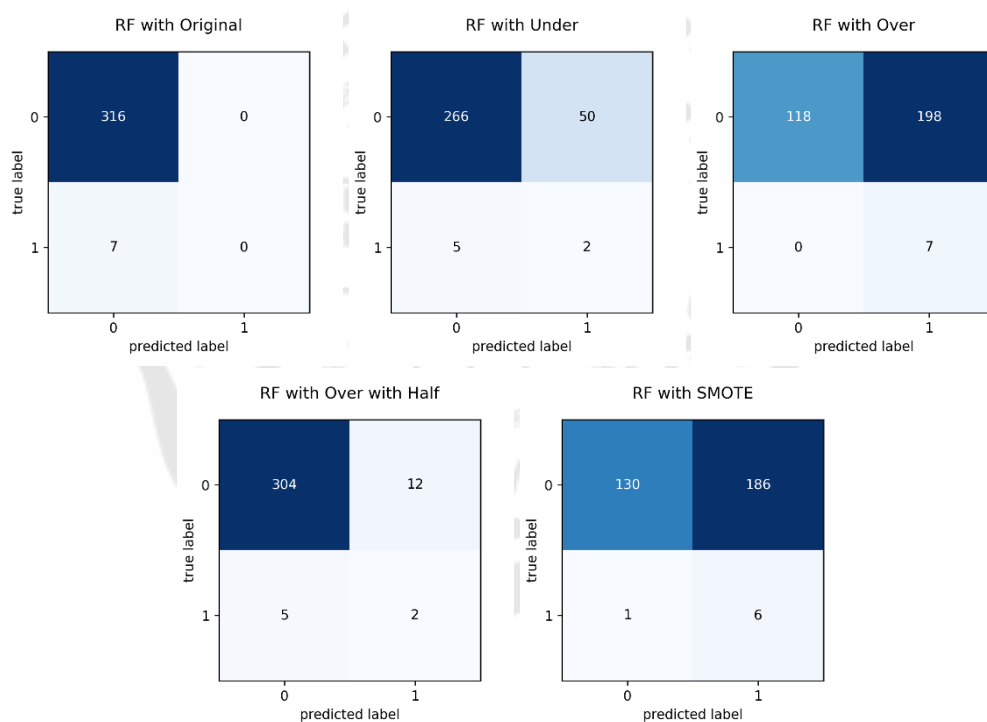 RF with Original
0
316
0
true label
1
7
0
0
1
predicted label
RF with Under
0
266
50
true label
1
5
2
0
1
predicted label
RF with Over
0
118
198
true label
1
0
7
0
1
predicted label
RF with Over with Half
0
304
12
true label
1
5
2
0
1
predicted label
RF with SMOTE
0
130
186
true label
1
1
6
0
1
predicted label